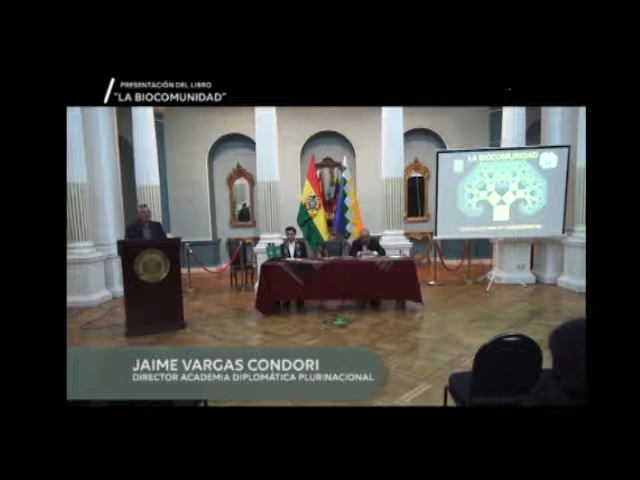 PRESENTACIÓN DEL LIBRO
"LA BIOCOMUNIDAD"
LA BIOCOMUNIDAD
JAIME VARGAS CONDORI
DIRECTOR ACADEMIA DIPLOMÁTICA PLURINACIONAL